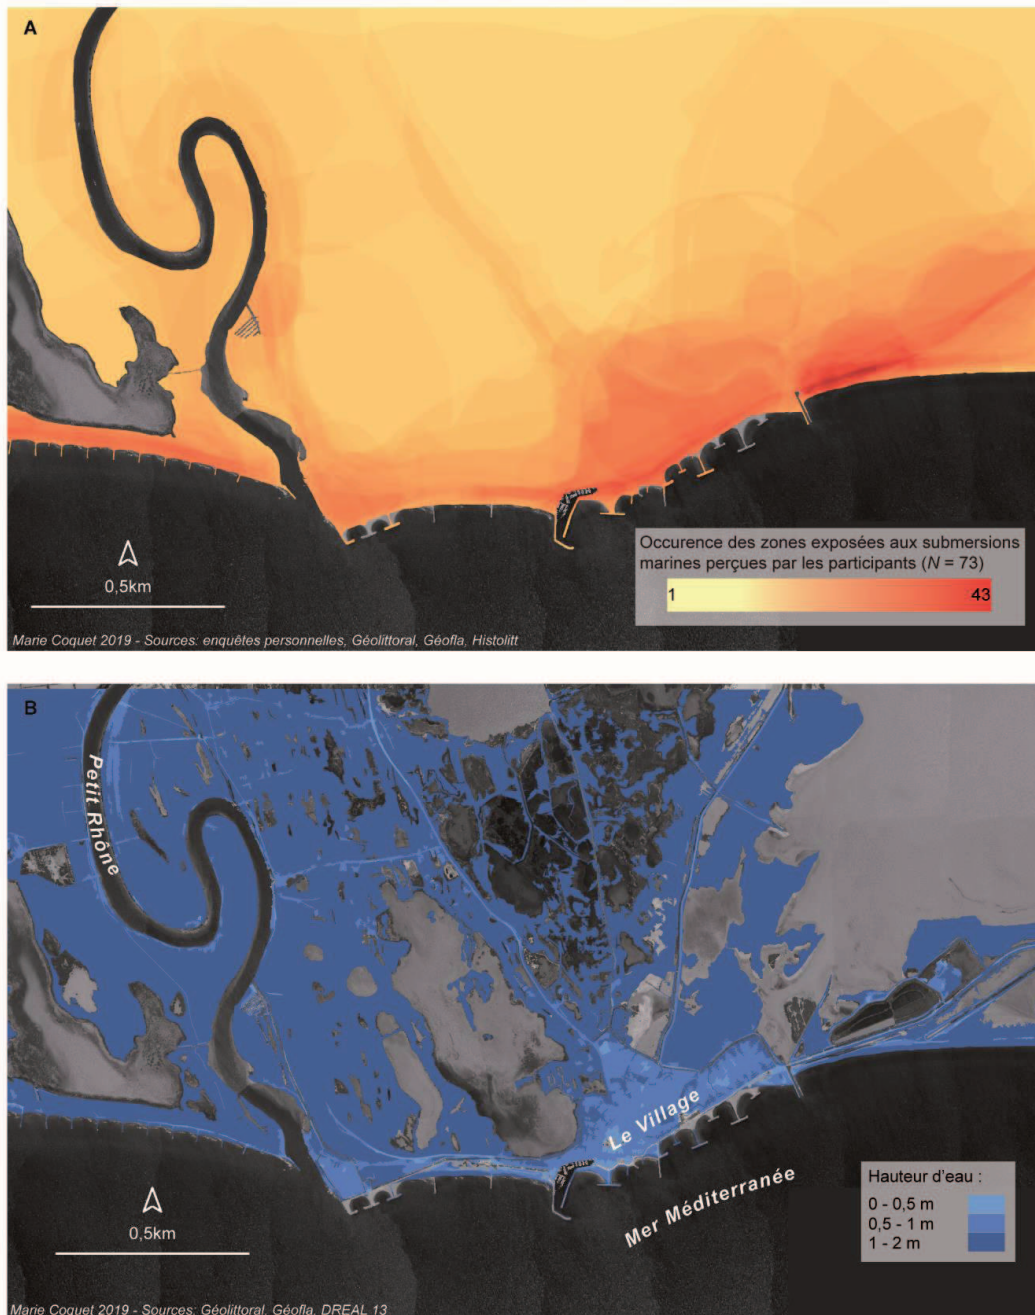 A
0,5km
Occurence des zones exposées aux submersions
marines perçues par les participants (N = 73)
1
43
Marie Coquet 2019 - Sources: enquêtes personnelles, Géolittoral, Géofla, Histolitt
B
Petit Rhône
Le Village
Mer Méditerranée
0,5km
Hauteur d'eau :
0 - 0,5 m
0,5 - 1 m
1 - 2 m
Marie Coquet 2019 - Sources: Géolittoral, Géofla, DREAL 13